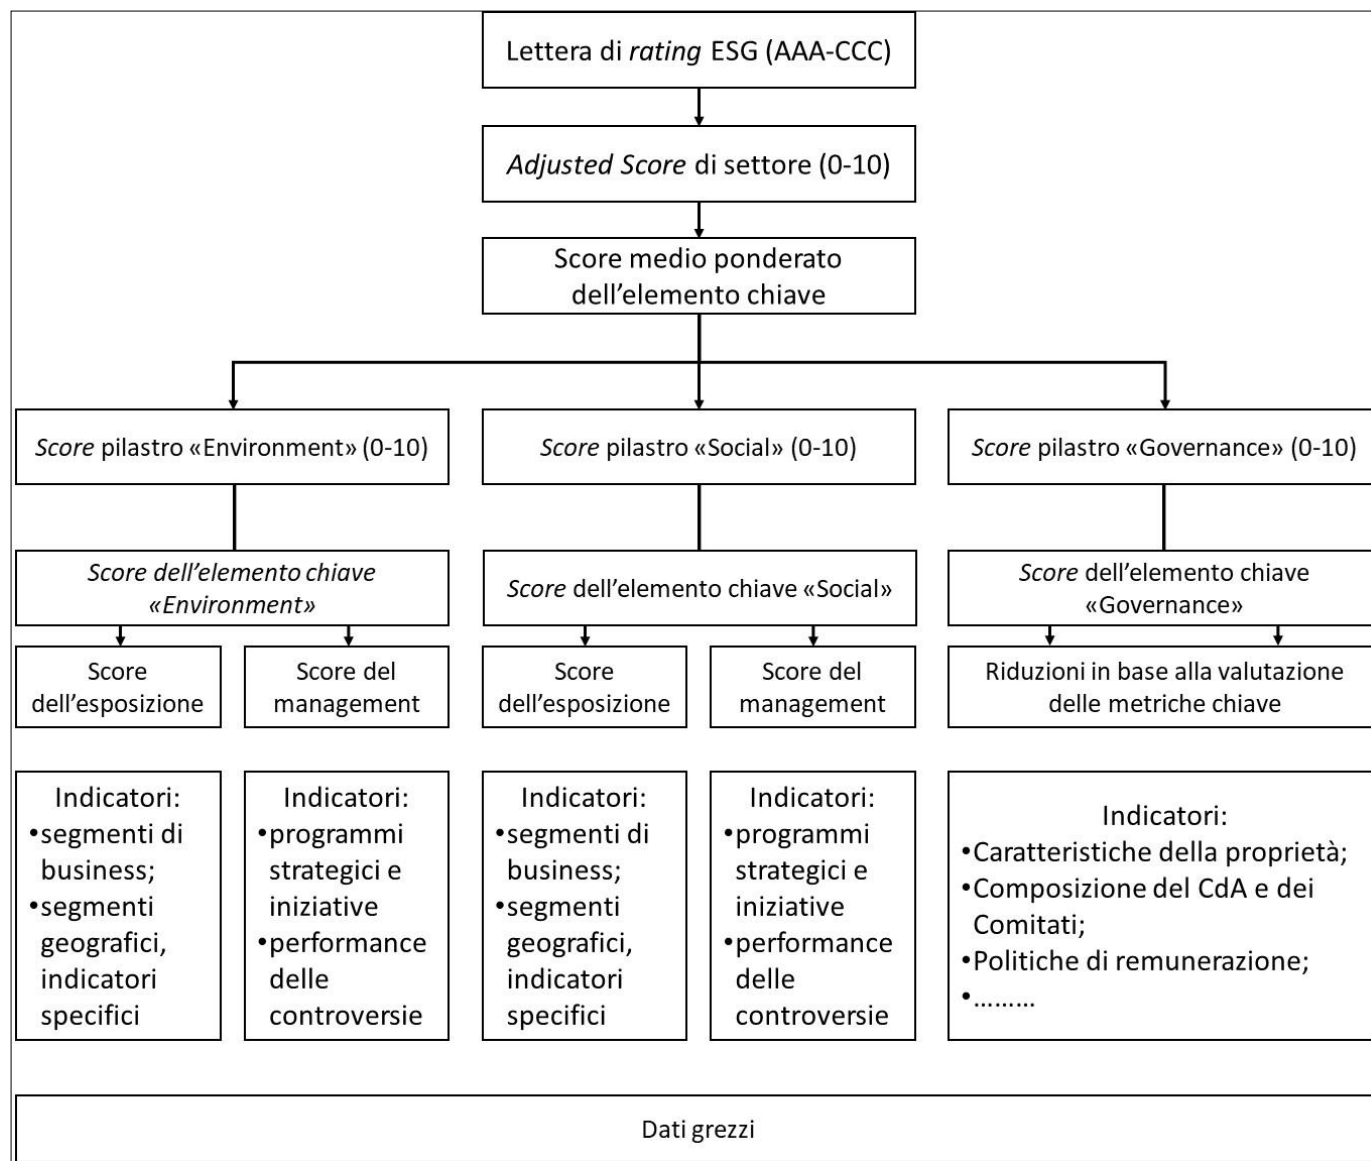 Lettera di rating ESG (AAA-CCC)
Adjusted Score di settore (0-10)
Score medio ponderato
dell'elemento chiave
Score pilastro «Environment» (0-10)
Score pilastro «Social» (0-10)
Score pilastro «Governance» (0-10)
Score dell'elemento chiave
«Environment»
Score dell'elemento chiave «Social»
Score dell'elemento chiave
«Governance»
Score
dell'esposizione
Score del
management
Score
dell'esposizione
Score del
management
Riduzioni in base alla valutazione
delle metriche chiave
Indicatori:
•segmenti di
business;
•segmenti
geografici,
indicatori
specifici
Indicatori:
•programmi
strategici e
iniziative
•performance
delle
controversie
Indicatori:
•segmenti di
business;
•segmenti
geografici,
indicatori
specifici
Indicatori:
•programmi
strategici e
iniziative
•performance
delle
controversie
Indicatori:
•Caratteristiche della proprietà;
•Composizione del CdA e dei
Comitati;
•Politiche di remunerazione;
•.........
Dati grezzi